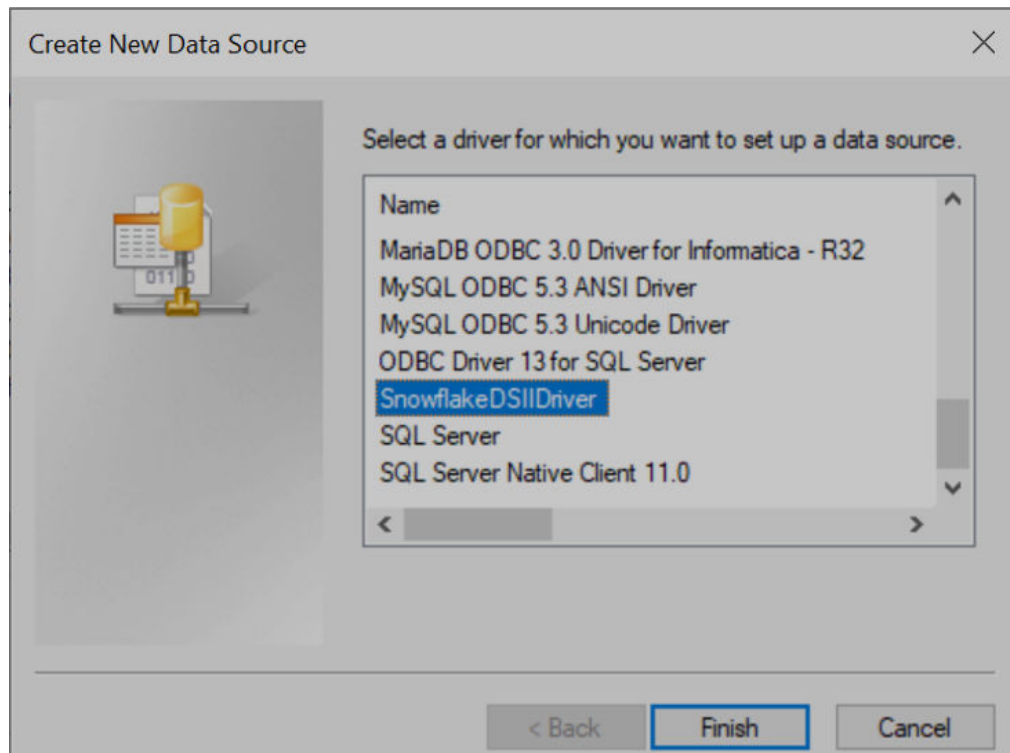 Create New Data Source
Select a driver for which you want to set up a data source.
Name
MariaDB ODBC 3.0 Driver for Informatica - R32
MySQL ODBC 5.3 ANSI Driver
MySQL ODBC 5.3 Unicode Driver
ODBC Driver 13 for SQL Server
SnowflakeDSIIDriver
SQL Server
SQL Server Native Client 11.0
< Back Finish Cancel